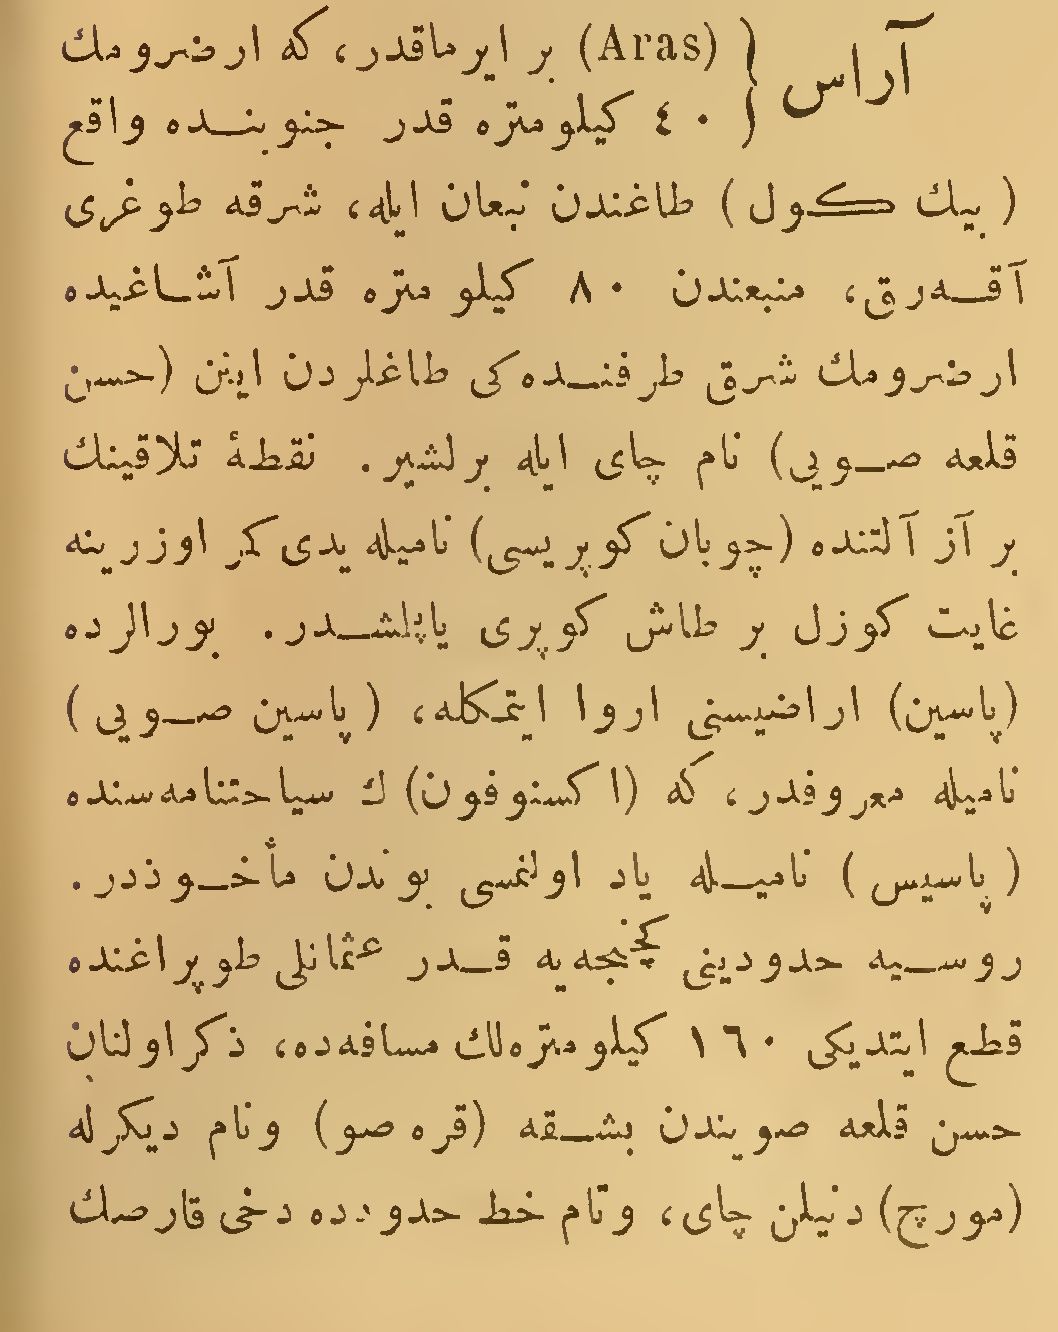 آراس { (Aras) بر ایرماقدر، که ارضرومك
٤٠ کیلومتره قدر جنوبنده واقع
(بیك کول) طاغندن نبعان ایله، شرقه طوغری
آقه‌رق، منبعندن ٨٠ کیلومتره قدر آشاغیده
ارضرومك شرق طرفنده‌کی طاغلردن اینن (حسن
قلعه صویی) نام چای ایله برلشیر. نقطهٔ تلاقینك
بر آز آلتنده (چوبان کوپریسی) نامیله یدی کمر اوزرینه
غایت کوزل بر طاش کوپری یاپلشدر. بورالرده
(پاسین) اراضیسنی اروا ایتمکله، (پاسین صویی)
نامیله معروفدر، که (اکسنوفون)ك سیاحتنامه‌سنده
(پاسیس) نامیله یاد اولنمسی بوندن مأخوذدر.
روسیه حدودینی کچنجه‌یه قدر عثمانلی طوپراغنده
قطع ایتدیکی ١٦٠ کیلومتره‌لك مسافه‌ده، ذکر اولنان
حسن قلعه صویندن بشقه (قره صو) ونام دیکرله
(مورچ) دنیلن چای، وتام خط حدودده دخی قارصك